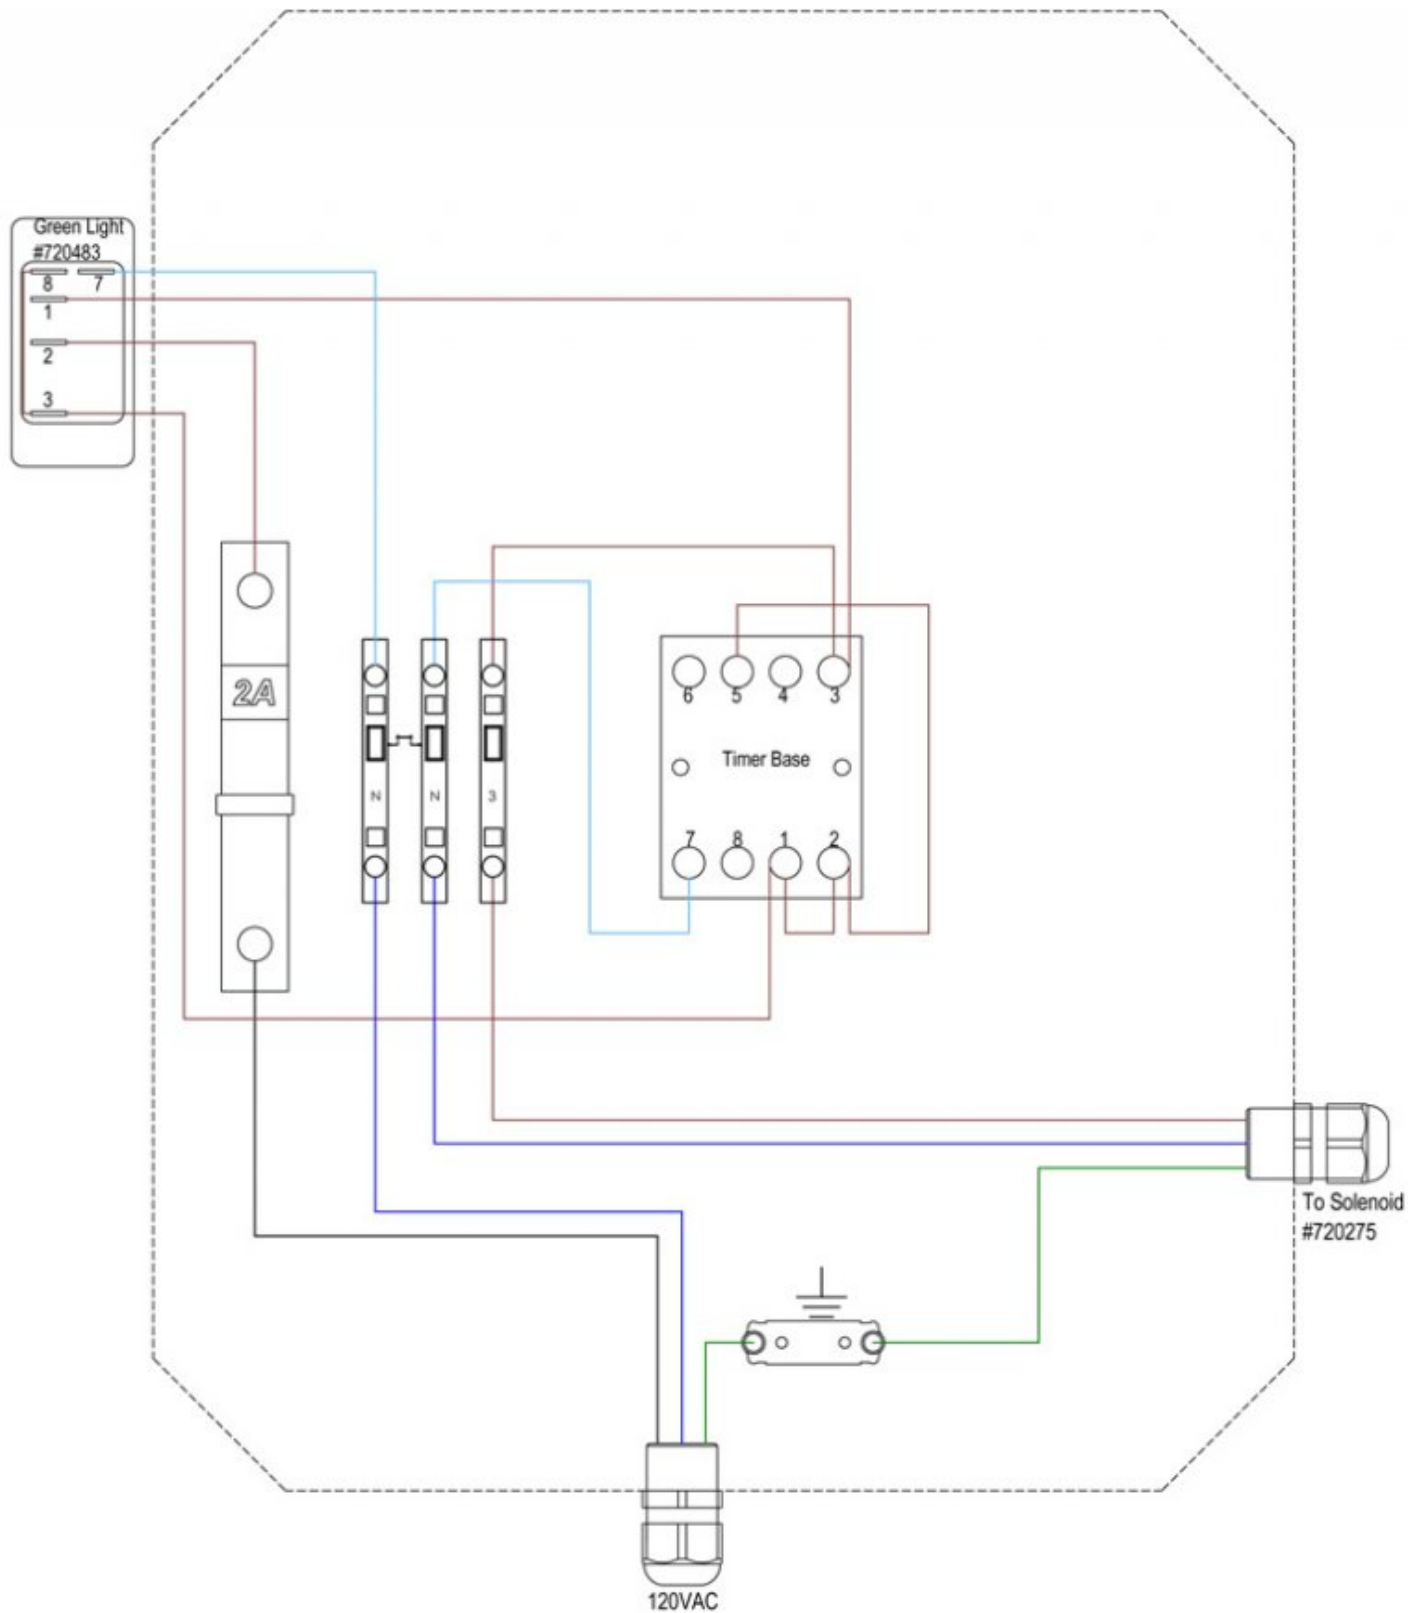 Green Light
#720483
8 7
1
2
3
2A
6 5 4 3
Timer Base
N N 3
7 8 1 2
To Solenoid
#720275
120VAC